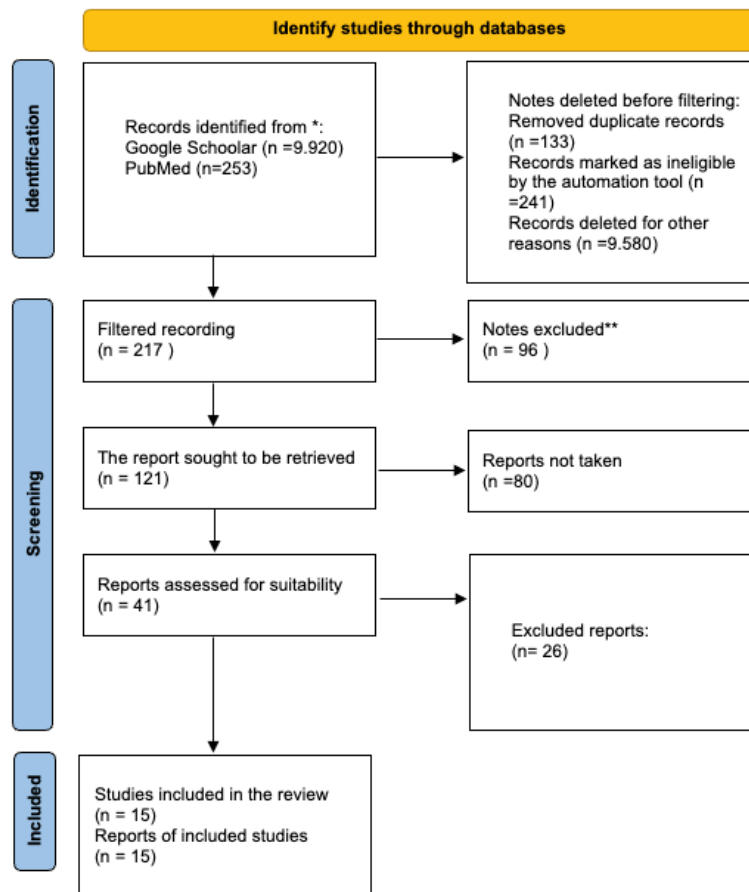 Identify studies through databases
Identification
Records identified from *:
Google Schoolar (n =9.920)
PubMed (n=253)
Notes deleted before filtering:
Removed duplicate records
(n =133)
Records marked as ineligible
by the automation tool (n
=241)
Records deleted for other
reasons (n =9.580)
Screening
Filtered recording
(n = 217 )
Notes excluded**
(n = 96 )
The report sought to be retrieved
(n = 121)
Reports not taken
(n =80)
Reports assessed for suitability
(n = 41)
Excluded reports:
(n= 26)
Included
Studies included in the review
(n = 15)
Reports of included studies
(n = 15)